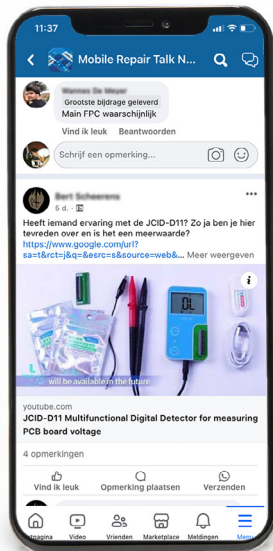 11:37
Mobile Repair Talk N...
Grootste bijdrage geleverd
Main FPC waarschijnlijk
Vind ik leuk Beantwoorden
Schrijf een opmerking...
5 d.
Heeft iemand ervaring met de JCID-D11? Zo ja ben je hier
tevreden over en is het een meerwaarde?
https://www.google.com/url?
sa=t&rct=j&q=&esrc=s&source=web&... Meer weergeven
will be available in the future
youtube.com
JCID-D11 Multifunctional Digital Detector for measuring
PCB board voltage
4 opmerkingen
Vind ik leuk Opmerking plaatsen Verzenden
Video Vrienden Marketplace Meldingen Menu